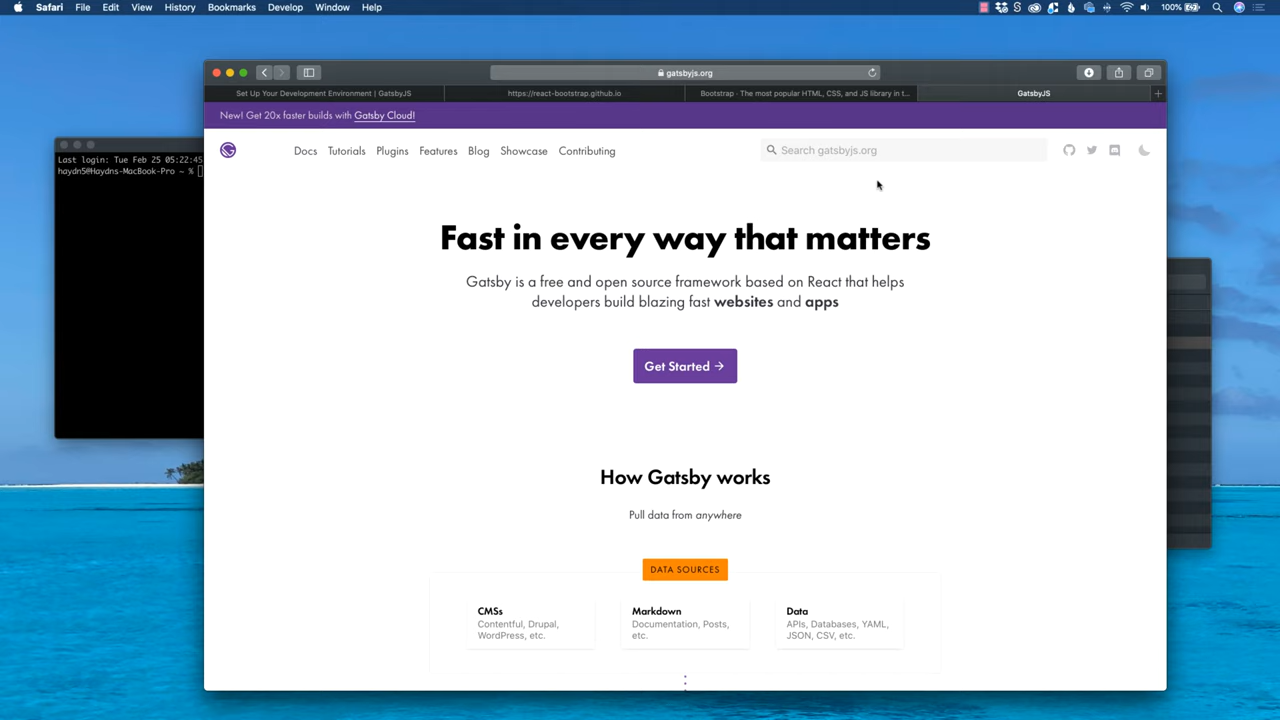 Safari File Edit View History Bookmarks Develop Window Help 100%
gatsbyjs.org
Set Up Your Development Environment | GatsbyJS https://react-bootstrap.github.io Bootstrap · The most popular HTML, CSS, and JS library in t... GatsbyJS
New! Get 20x faster builds with Gatsby Cloud!
Docs Tutorials Plugins Features Blog Showcase Contributing Search gatsbyjs.org
Last login: Tue Feb 25 05:22:45
haydn5@Haydns-MacBook-Pro ~ %
Fast in every way that matters
Gatsby is a free and open source framework based on React that helps
developers build blazing fast websites and apps
Get Started →
How Gatsby works
Pull data from anywhere
DATA SOURCES
CMSs
Contentful, Drupal,
WordPress, etc.
Markdown
Documentation, Posts,
etc.
Data
APIs, Databases, YAML,
JSON, CSV, etc.